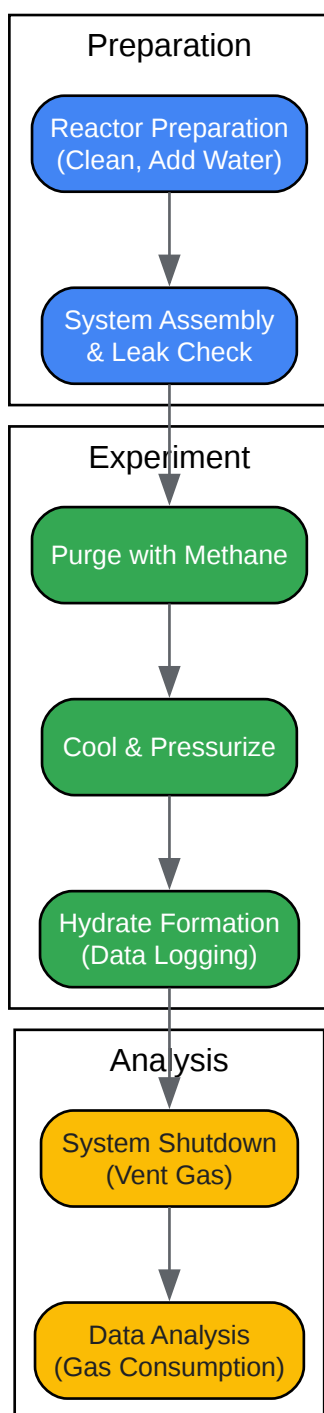 Preparation
Reactor Preparation
(Clean, Add Water)
System Assembly
& Leak Check
Experiment
Purge with Methane
Cool & Pressurize
Hydrate Formation
(Data Logging)
Analysis
System Shutdown
(Vent Gas)
Data Analysis
(Gas Consumption)